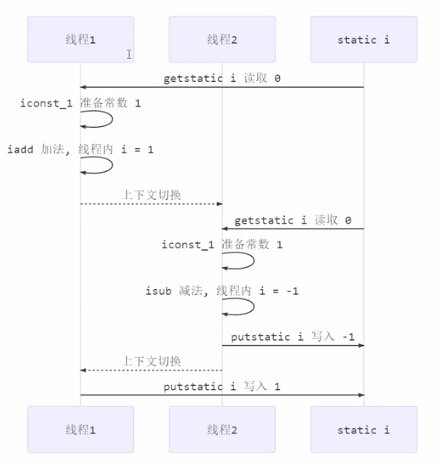 线程1
线程2
static i
getstatic i 读取 0
iconst_1 准备常数 1
iadd 加法, 线程内 i = 1
上下文切换
getstatic i 读取 0
iconst_1 准备常数 1
isub 减法, 线程内 i = -1
putstatic i 写入 -1
上下文切换
putstatic i 写入 1
线程1
线程2
static i